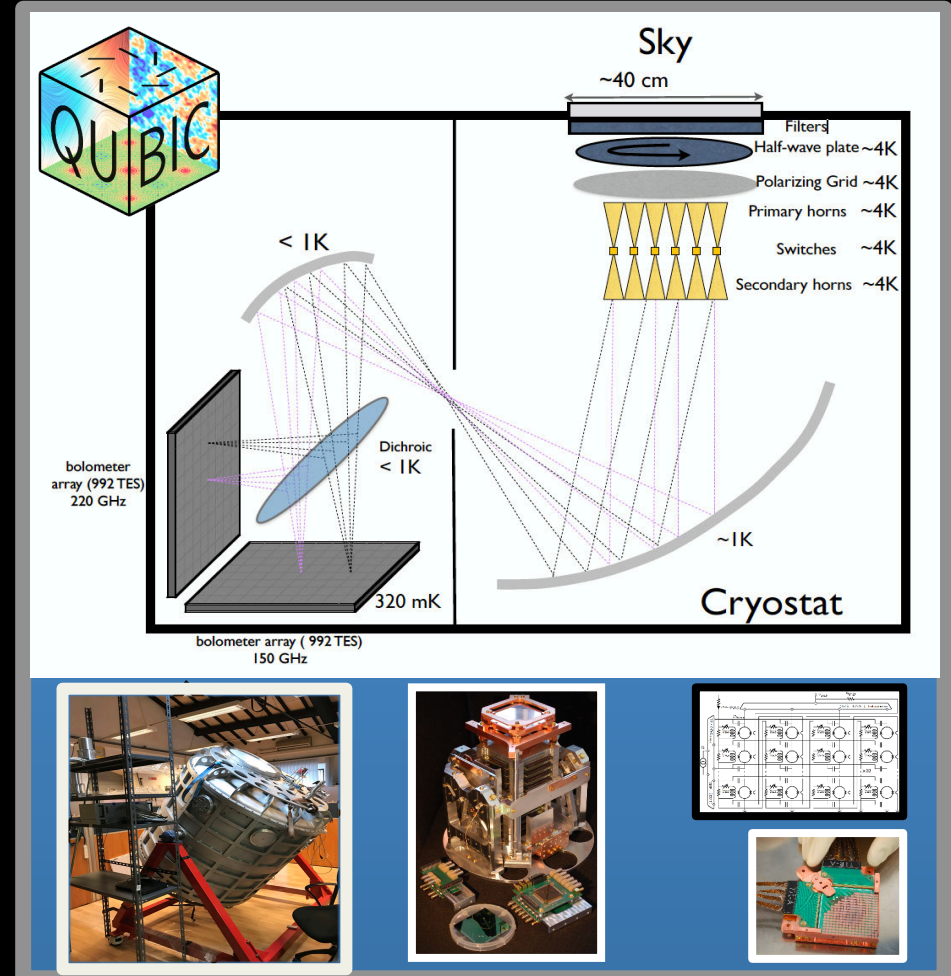 Sky
~40 cm
QUBIC
Filters
Half-wave plate ~4K
Polarizing Grid ~4K
Primary horns ~4K
< 1K
Switches ~4K
Secondary horns ~4K
Dichroic
< 1K
bolometer
array (992 TES)
220 GHz
~1K
320 mK
Cryostat
bolometer array ( 992 TES)
150 GHz